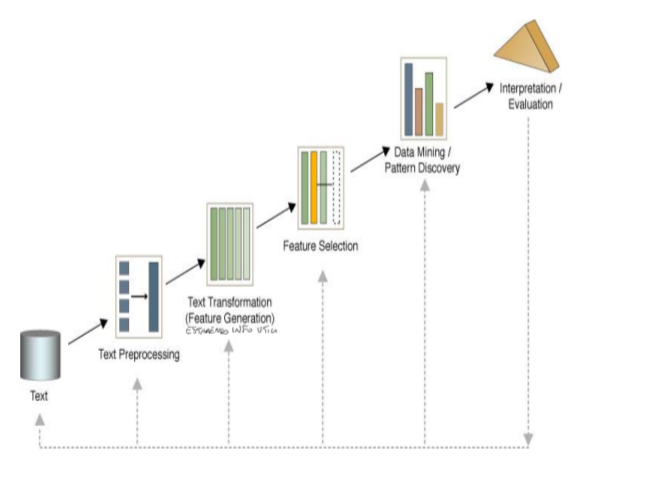 Interpretation /
Evaluation
Data Mining /
Pattern Discovery
Feature Selection
Text Transformation
(Feature Generation)
ESTRAENDO INFO UTILI
Text Preprocessing
Text